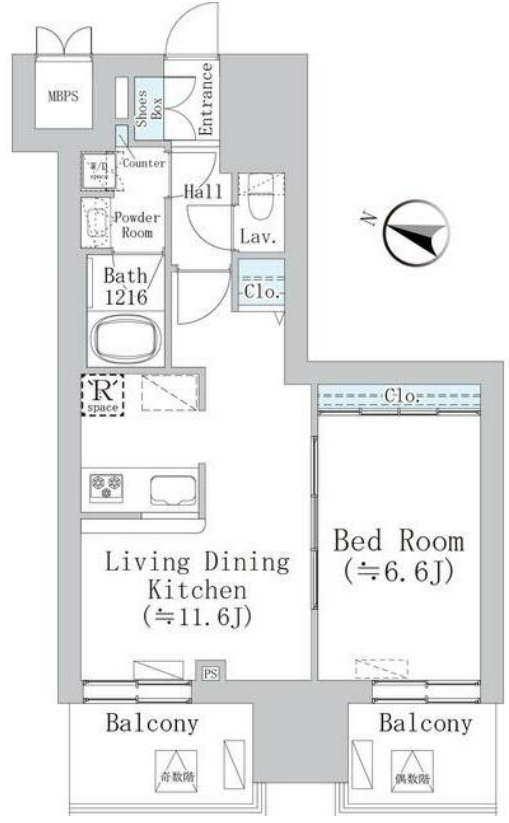 MBPS
Shoes
Box
Entrance
W/D
space
Counter
Hall
Powder
Room
Lav.
N
Bath
1216
Clo.
R
space
Clo.
Living Dining
Kitchen
(≒11.6J)
Bed Room
(≒6.6J)
PS
Balcony
Balcony
奇数階
偶数階